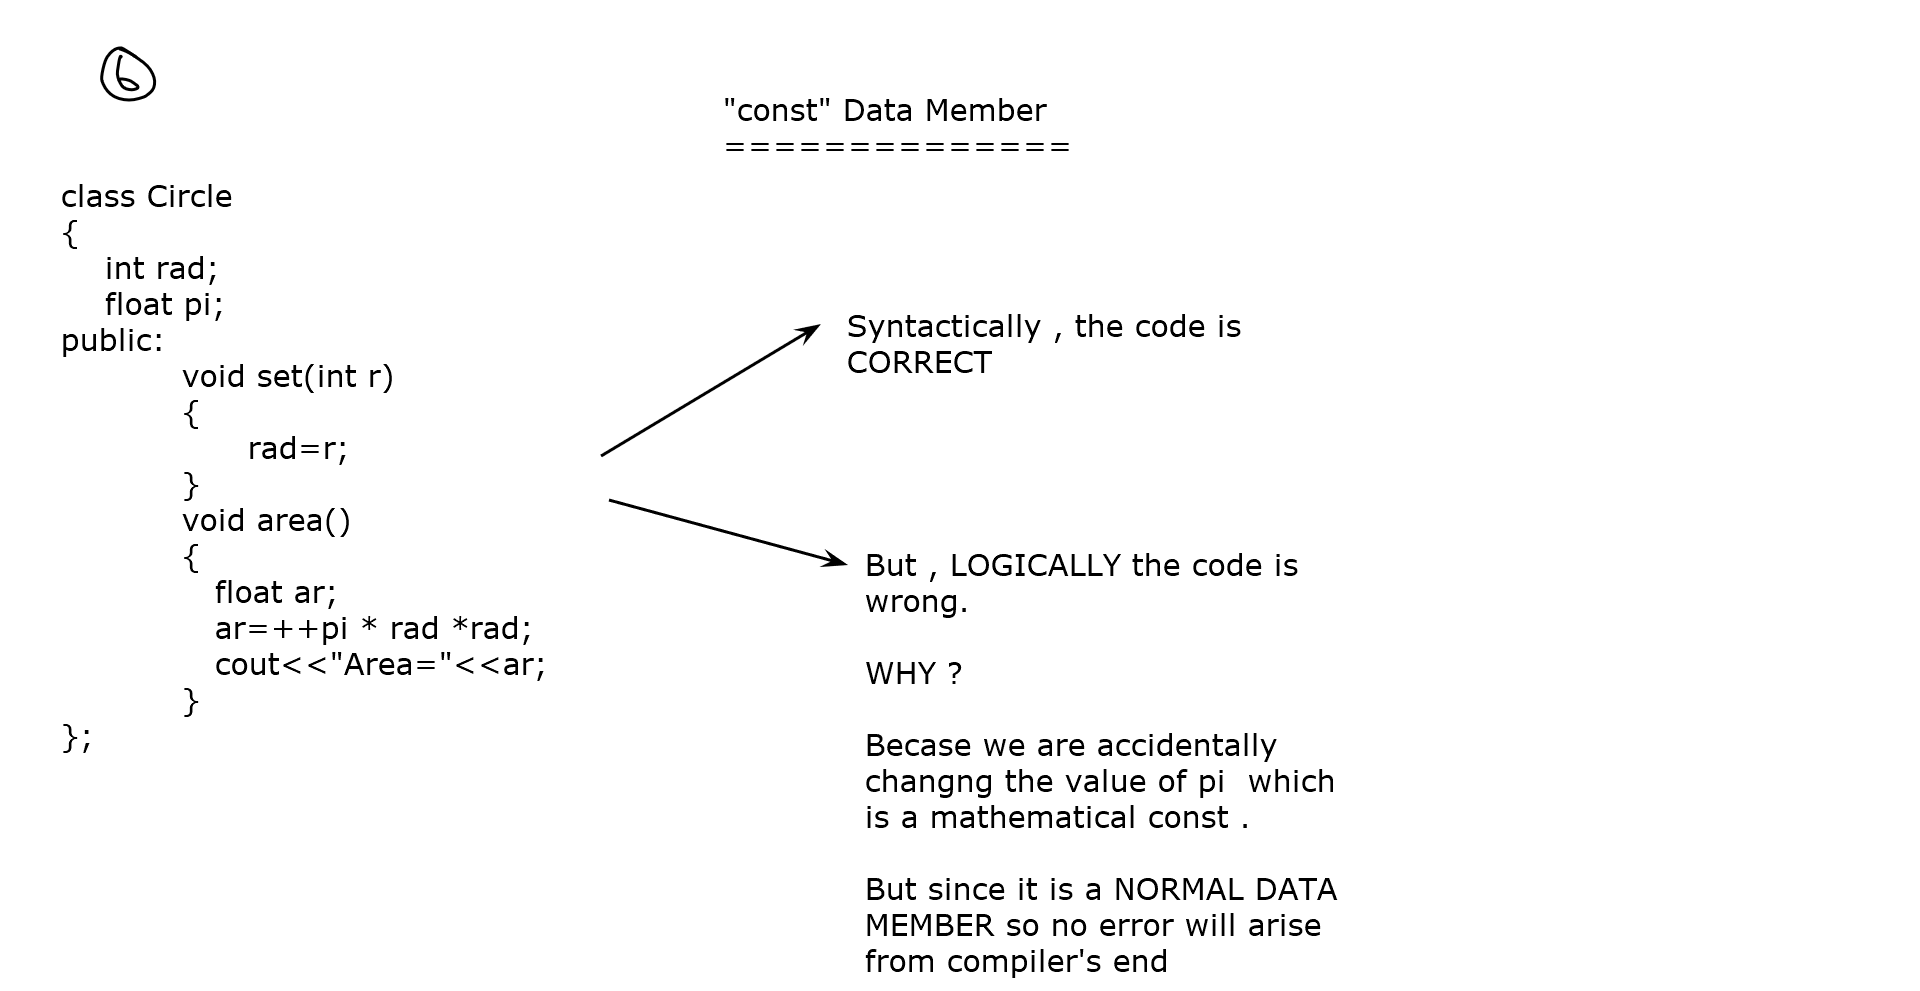 6
"const" Data Member
==============
class Circle
{
int rad;
float pi;
public:
void set(int r)
{
rad=r;
}
void area()
{
float ar;
ar=++pi * rad *rad;
cout<<"Area="<<ar;
}
};
Syntactically , the code is
CORRECT
But , LOGICALLY the code is
wrong.
WHY ?
Becase we are accidentally
changng the value of pi  which
is a mathematical const .
But since it is a NORMAL DATA
MEMBER so no error will arise
from compiler's end